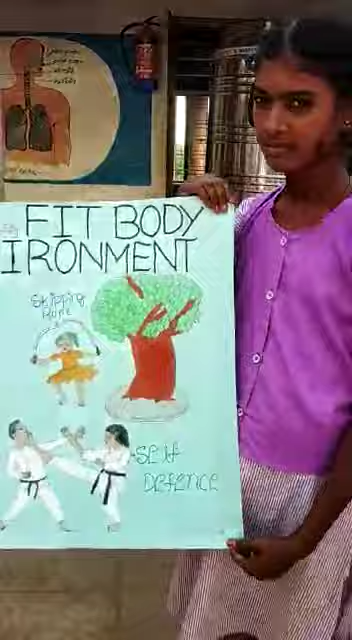 FIT BODY
IRONMENT
Skipping
Rope
Self
Defence